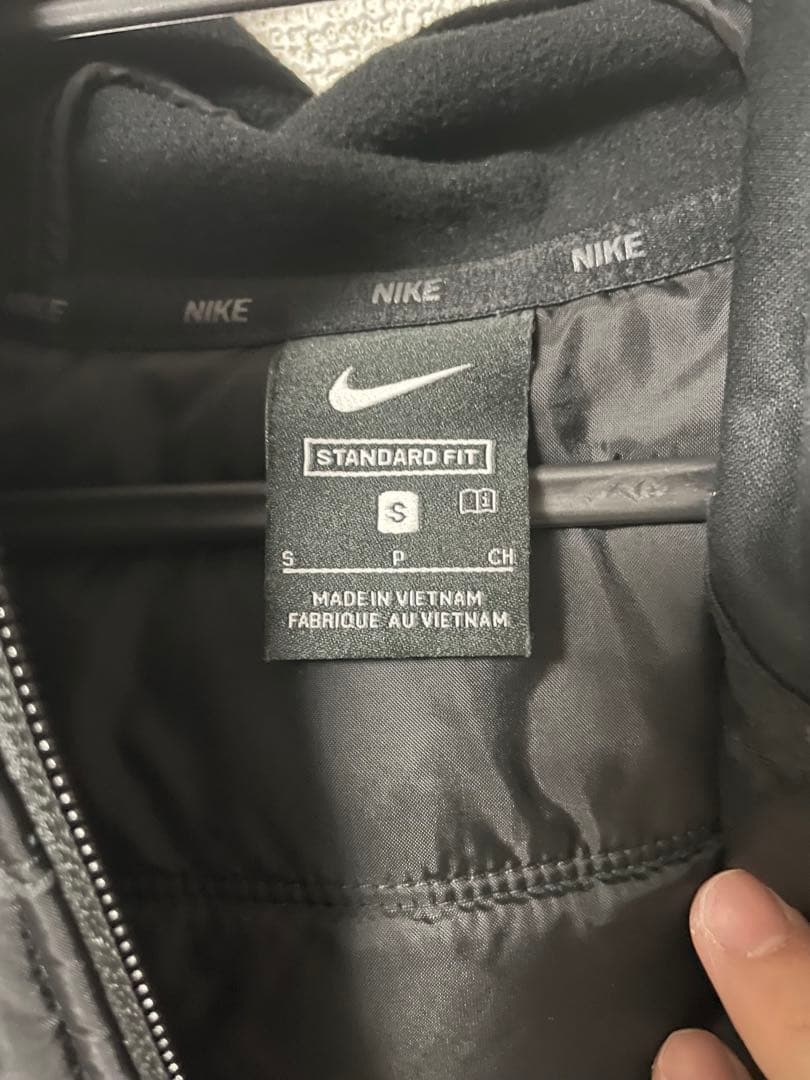 NIKE NIKE NIKE
STANDARD FIT
S
S P CH
MADE IN VIETNAM
FABRIQUE AU VIETNAM